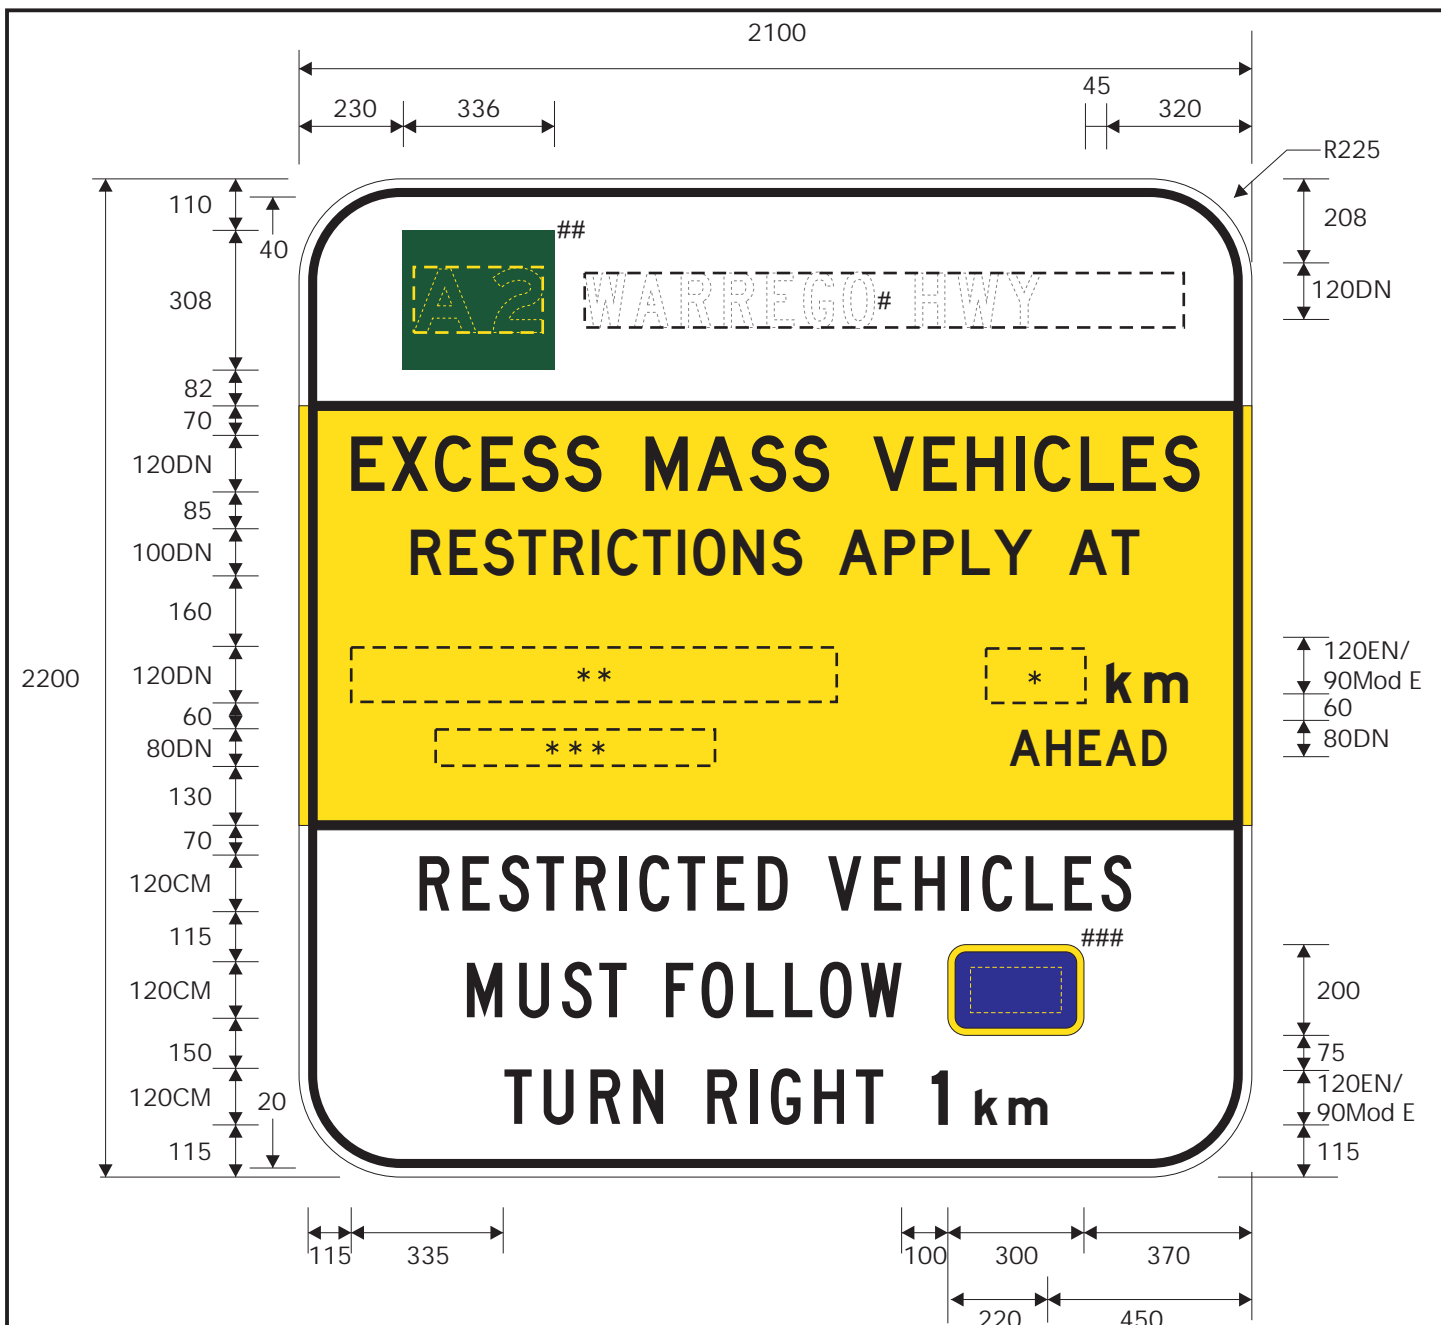 2100
45
230
336
320
R225
110
40
##
208
308
A2
WARREGO HWY
#
120DN
82
70
120DN
EXCESS MASS VEHICLES
85
100DN
RESTRICTIONS APPLY AT
160
2200
120DN
**
*
km
120EN/
90Mod E
60
60
80DN
***
AHEAD
80DN
130
70
120CM
RESTRICTED VEHICLES
115
###
120CM
MUST FOLLOW
200
150
75
120CM
20
TURN RIGHT 1 km
120EN/
90Mod E
115
115
115
335
100
300
370
220
450